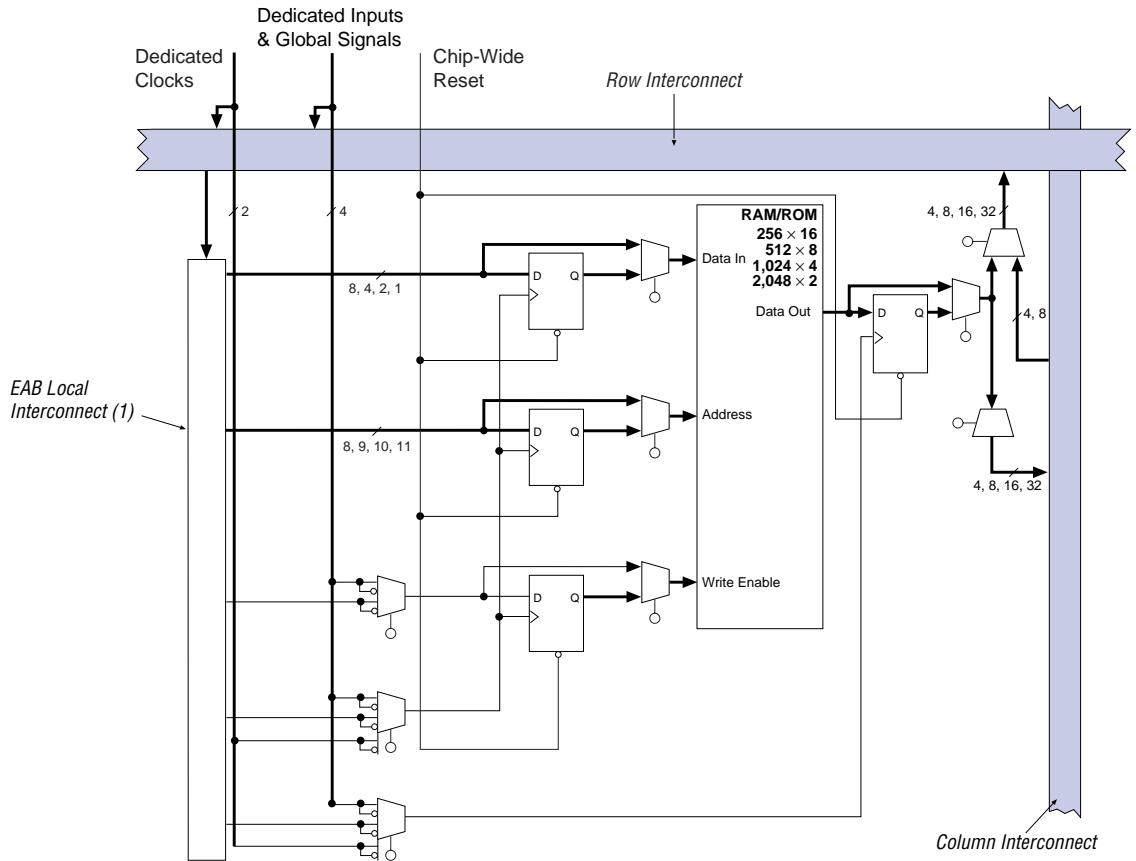 Dedicated Inputs
& Global Signals
Dedicated
Clocks
Chip-Wide
Reset
Row Interconnect
2
4
4, 8, 16, 32
RAM/ROM
256 × 16
512 × 8
1,024 × 4
2,048 × 2
Data In
D
Q
8, 4, 2, 1
Data Out
D
Q
4, 8
EAB Local
Interconnect (1)
Address
D
Q
8, 9, 10, 11
4, 8, 16, 32
Write Enable
D
Q
Column Interconnect